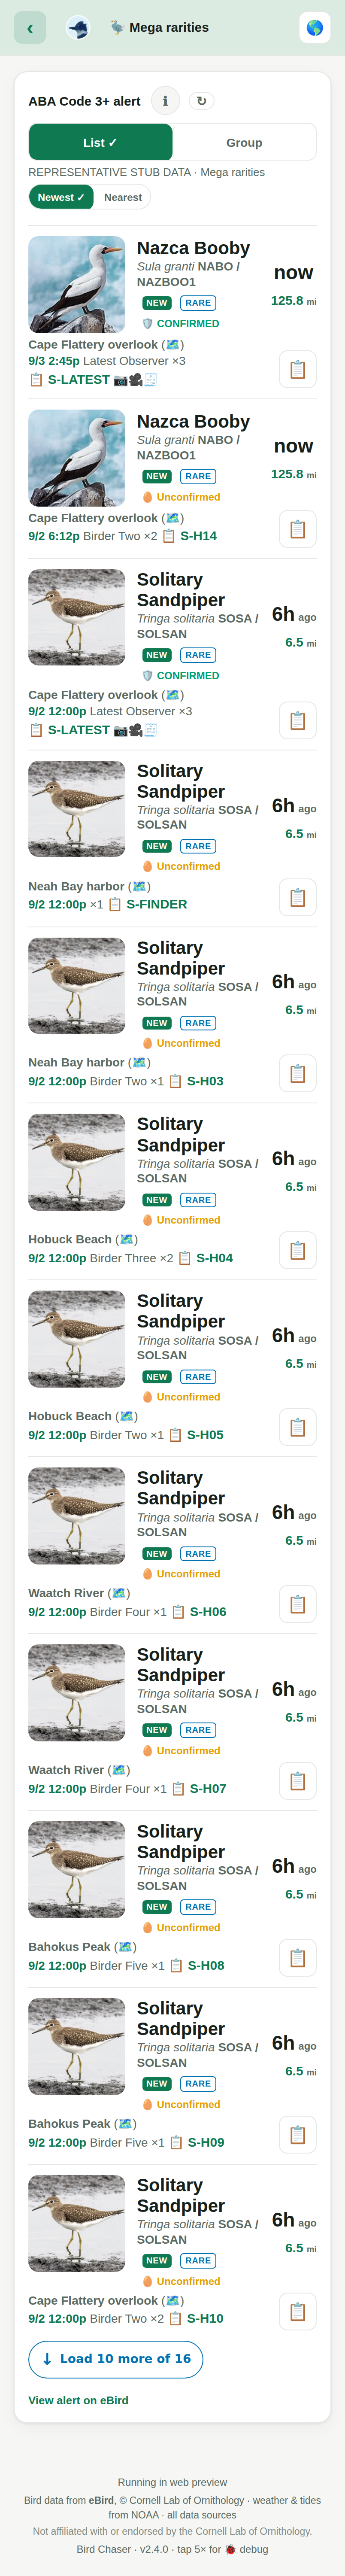 Mega rarities
ABA Code 3+ alert
List ✓
Group
REPRESENTATIVE STUB DATA · Mega rarities
Newest ✓
Nearest
Nazca Booby
Sula granti NABO /
NAZBOO1
NEW RARE
CONFIRMED
now
125.8 mi
Cape Flattery overlook ()
9/3 2:45p Latest Observer ×3
S-LATEST
Nazca Booby
Sula granti NABO /
NAZBOO1
NEW RARE
Unconfirmed
now
125.8 mi
Cape Flattery overlook ()
9/2 6:12p Birder Two ×2 S-H14
Solitary
Sandpiper
Tringa solitaria SOSA /
SOLSAN
NEW RARE
CONFIRMED
6h ago
6.5 mi
Cape Flattery overlook ()
9/2 12:00p Latest Observer ×3
S-LATEST
Solitary
Sandpiper
Tringa solitaria SOSA /
SOLSAN
NEW RARE
Unconfirmed
6h ago
6.5 mi
Neah Bay harbor ()
9/2 12:00p ×1 S-FINDER
Solitary
Sandpiper
Tringa solitaria SOSA /
SOLSAN
NEW RARE
Unconfirmed
6h ago
6.5 mi
Neah Bay harbor ()
9/2 12:00p Birder Two ×1 S-H03
Solitary
Sandpiper
Tringa solitaria SOSA /
SOLSAN
NEW RARE
Unconfirmed
6h ago
6.5 mi
Hobuck Beach ()
9/2 12:00p Birder Three ×2 S-H04
Solitary
Sandpiper
Tringa solitaria SOSA /
SOLSAN
NEW RARE
Unconfirmed
6h ago
6.5 mi
Hobuck Beach ()
9/2 12:00p Birder Two ×1 S-H05
Solitary
Sandpiper
Tringa solitaria SOSA /
SOLSAN
NEW RARE
Unconfirmed
6h ago
6.5 mi
Waatch River ()
9/2 12:00p Birder Four ×1 S-H06
Solitary
Sandpiper
Tringa solitaria SOSA /
SOLSAN
NEW RARE
Unconfirmed
6h ago
6.5 mi
Waatch River ()
9/2 12:00p Birder Four ×1 S-H07
Solitary
Sandpiper
Tringa solitaria SOSA /
SOLSAN
NEW RARE
Unconfirmed
6h ago
6.5 mi
Bahokus Peak ()
9/2 12:00p Birder Five ×1 S-H08
Solitary
Sandpiper
Tringa solitaria SOSA /
SOLSAN
NEW RARE
Unconfirmed
6h ago
6.5 mi
Bahokus Peak ()
9/2 12:00p Birder Five ×1 S-H09
Solitary
Sandpiper
Tringa solitaria SOSA /
SOLSAN
NEW RARE
Unconfirmed
6h ago
6.5 mi
Cape Flattery overlook ()
9/2 12:00p Birder Two ×2 S-H10
↓ Load 10 more of 16
View alert on eBird
Running in web preview
Bird data from eBird, © Cornell Lab of Ornithology · weather & tides
from NOAA · all data sources
Not affiliated with or endorsed by the Cornell Lab of Ornithology.
Bird Chaser · v2.4.0 · tap 5× for 🐞 debug